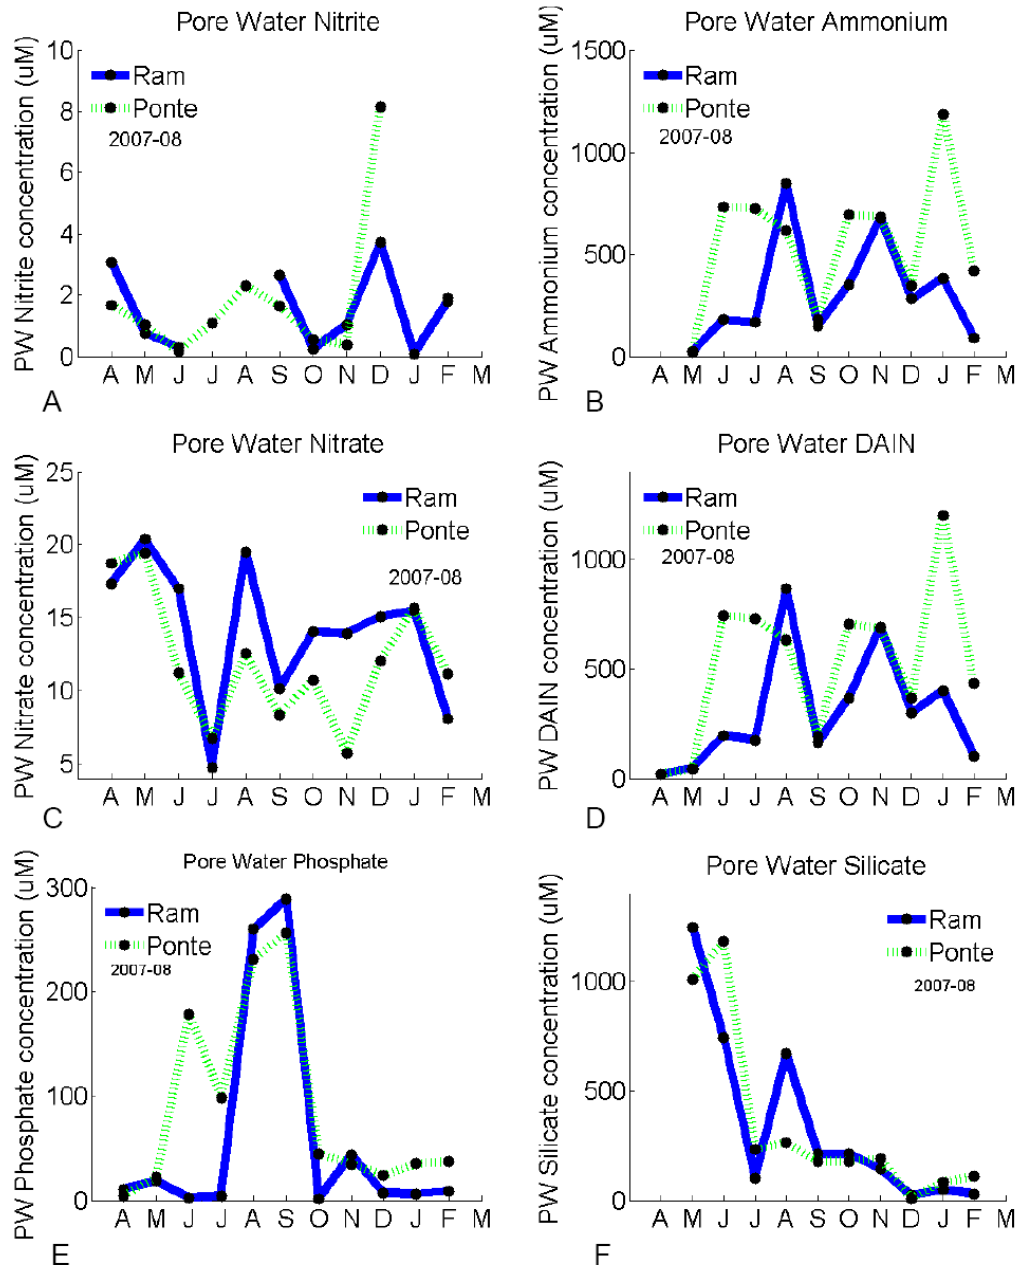 Pore Water Nitrite
PW Nitrite concentration (uM)
10
8
6
4
2
0
Ram
Ponte
2007-08
A M J J A S O N D J F M
A
Pore Water Ammonium
PW Ammonium concentration (uM)
1500
1000
500
0
Ram
Ponte
2007-08
A M J J A S O N D J F M
B
Pore Water Nitrate
PW Nitrate concentration (uM)
25
20
15
10
5
Ram
Ponte
2007-08
A M J J A S O N D J F M
C
Pore Water DAIN
PW DAIN concentration (uM)
1000
500
0
Ram
Ponte
2007-08
A M J J A S O N D J F M
D
Pore Water Phosphate
PW Phosphate concentration (uM)
300
200
100
0
Ram
Ponte
2007-08
A M J J A S O N D J F M
E
Pore Water Silicate
PW Silicate concentration (uM)
1000
500
0
Ram
Ponte
2007-08
A M J J A S O N D J F M
F